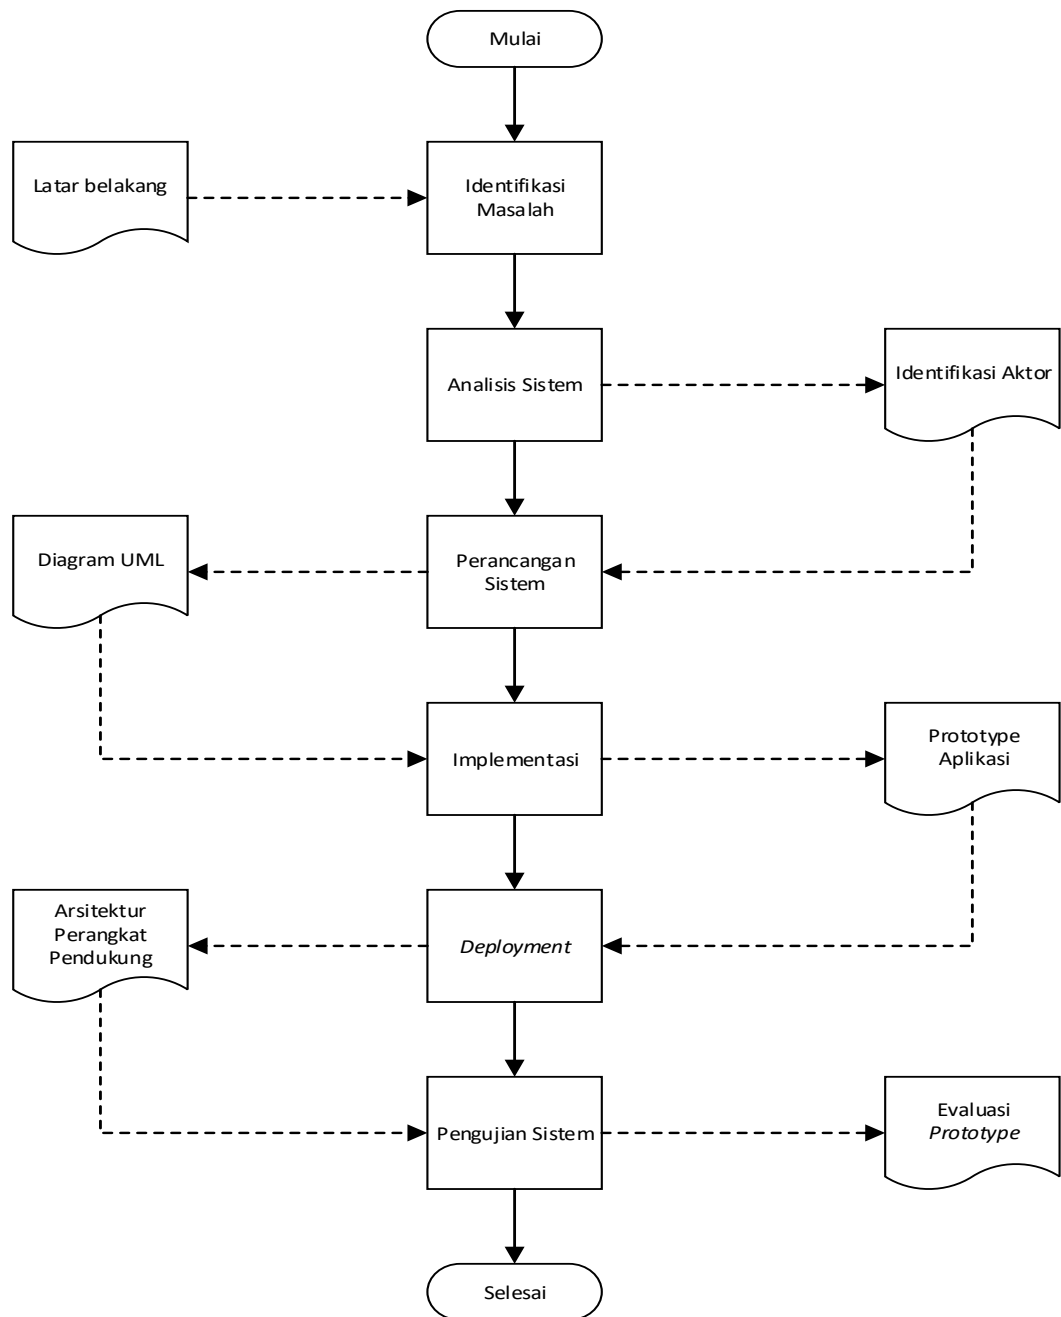 Mulai
Latar belakang
Identifikasi
Masalah
Analisis Sistem
Identifikasi Aktor
Diagram UML
Perancangan
Sistem
Implementasi
Prototype
Aplikasi
Arsitektur
Perangkat
Pendukung
Deployment
Pengujian Sistem
Evaluasi
Prototype
Selesai